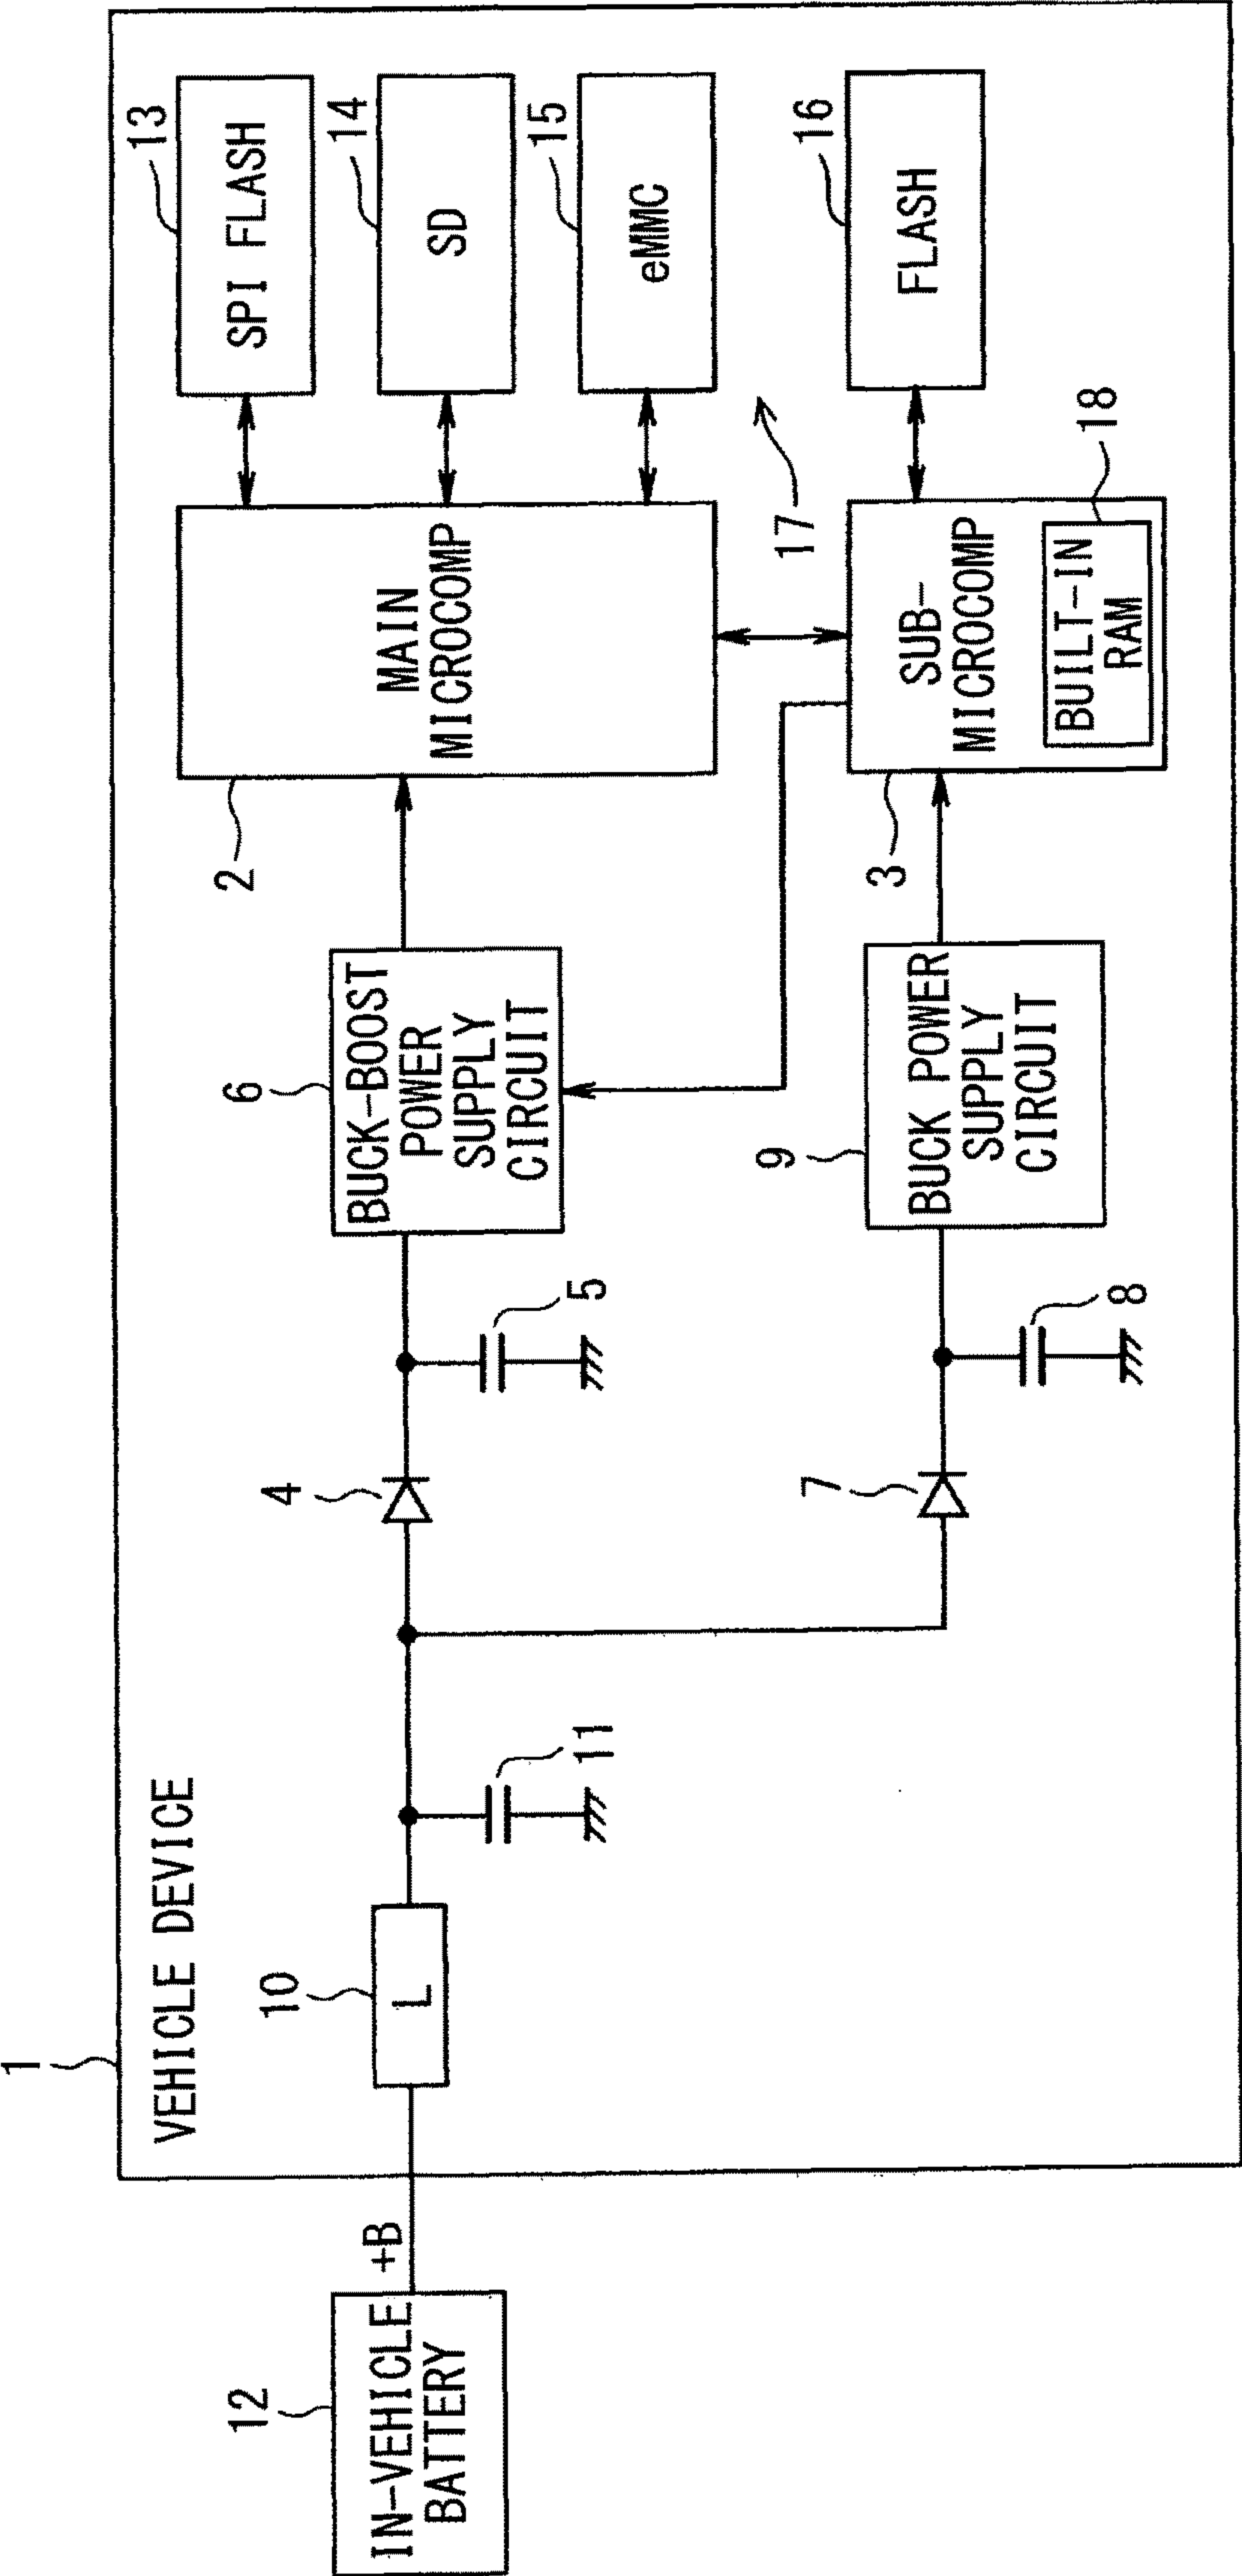 1
VEHICLE DEVICE
12
IN-VEHICLE
BATTERY
+B
10
L
11
4
5
6
BUCK-BOOST
POWER
SUPPLY
CIRCUIT
7
8
9
BUCK POWER
SUPPLY
CIRCUIT
2
MAIN
MICROCOMP
3
SUB-
MICROCOMP
BUILT-IN
RAM
18
17
13
SPI FLASH
14
SD
15
eMMC
16
FLASH